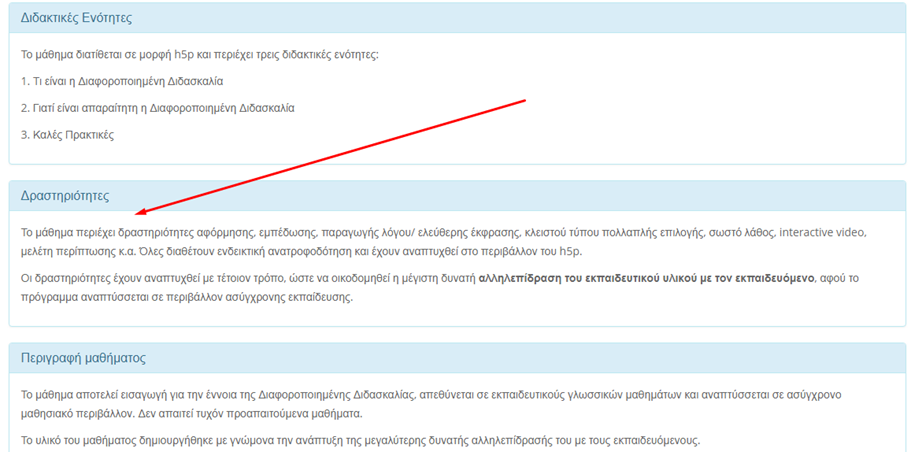 Διδακτικές Ενότητες
Το μάθημα διατίθεται σε μορφή h5p και περιέχει τρεις διδακτικές ενότητες:
1. Τι είναι η Διαφοροποιημένη Διδασκαλία
2. Γιατί είναι απαραίτητη η Διαφοροποιημένη Διδασκαλία
3. Καλές Πρακτικές
Δραστηριότητες
Το μάθημα περιέχει δραστηριότητες αφόρμησης, εμπέδωσης, παραγωγής λόγου/ ελεύθερης έκφρασης, κλειστού τύπου πολλαπλής επιλογής, σωστό λάθος, interactive video,
μελέτη περίπτωσης κ.α. Όλες διαθέτουν ενδεικτική ανατροφοδότηση και έχουν αναπτυχθεί στο περιβάλλον του h5p.
Οι δραστηριότητες έχουν αναπτυχθεί με τέτοιον τρόπο, ώστε να οικοδομηθεί η μέγιστη δυνατή αλληλεπίδραση του εκπαιδευτικού υλικού με τον εκπαιδευόμενο, αφού το
πρόγραμμα αναπτύσσεται σε περιβάλλον ασύγχρονης εκπαίδευσης.
Περιγραφή μαθήματος
Το μάθημα αποτελεί εισαγωγή για την έννοια της Διαφοροποιημένης Διδασκαλίας, απεθύνεται σε εκπαιδευτικούς γλωσσικών μαθημάτων και αναπτύσσεται σε ασύγχρονο
μαθησιακό περιβάλλον. Δεν απαιτεί τυχόν προαπαιτούμενα μαθήματα.
Το υλικό του μαθήματος δημιουργήθηκε με γνώμονα την ανάπτυξη της μεγαλύτερης δυνατής αλληλεπίδρασής του με τους εκπαιδευόμενους.